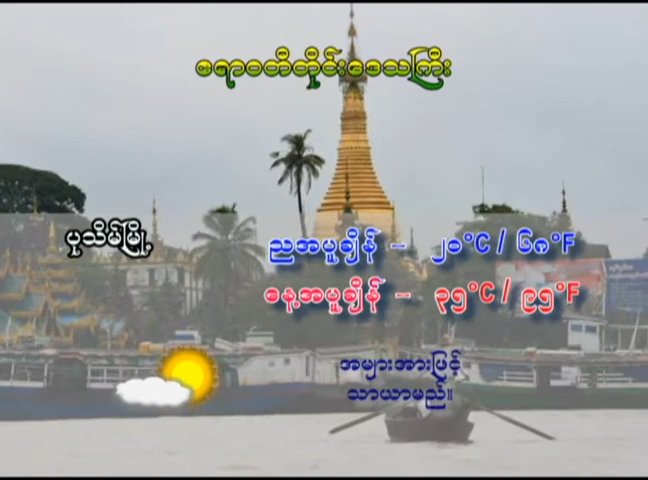 ဧရာဝတီတိုင်းဒေသကြီး
ပုသိမ်မြို့
ညအပူချိန် – ၂၀°C / ၆၈°F
နေ့အပူချိန် – ၃၅°C / ၉၅°F
အများအားဖြင့်
သာယာမည်။